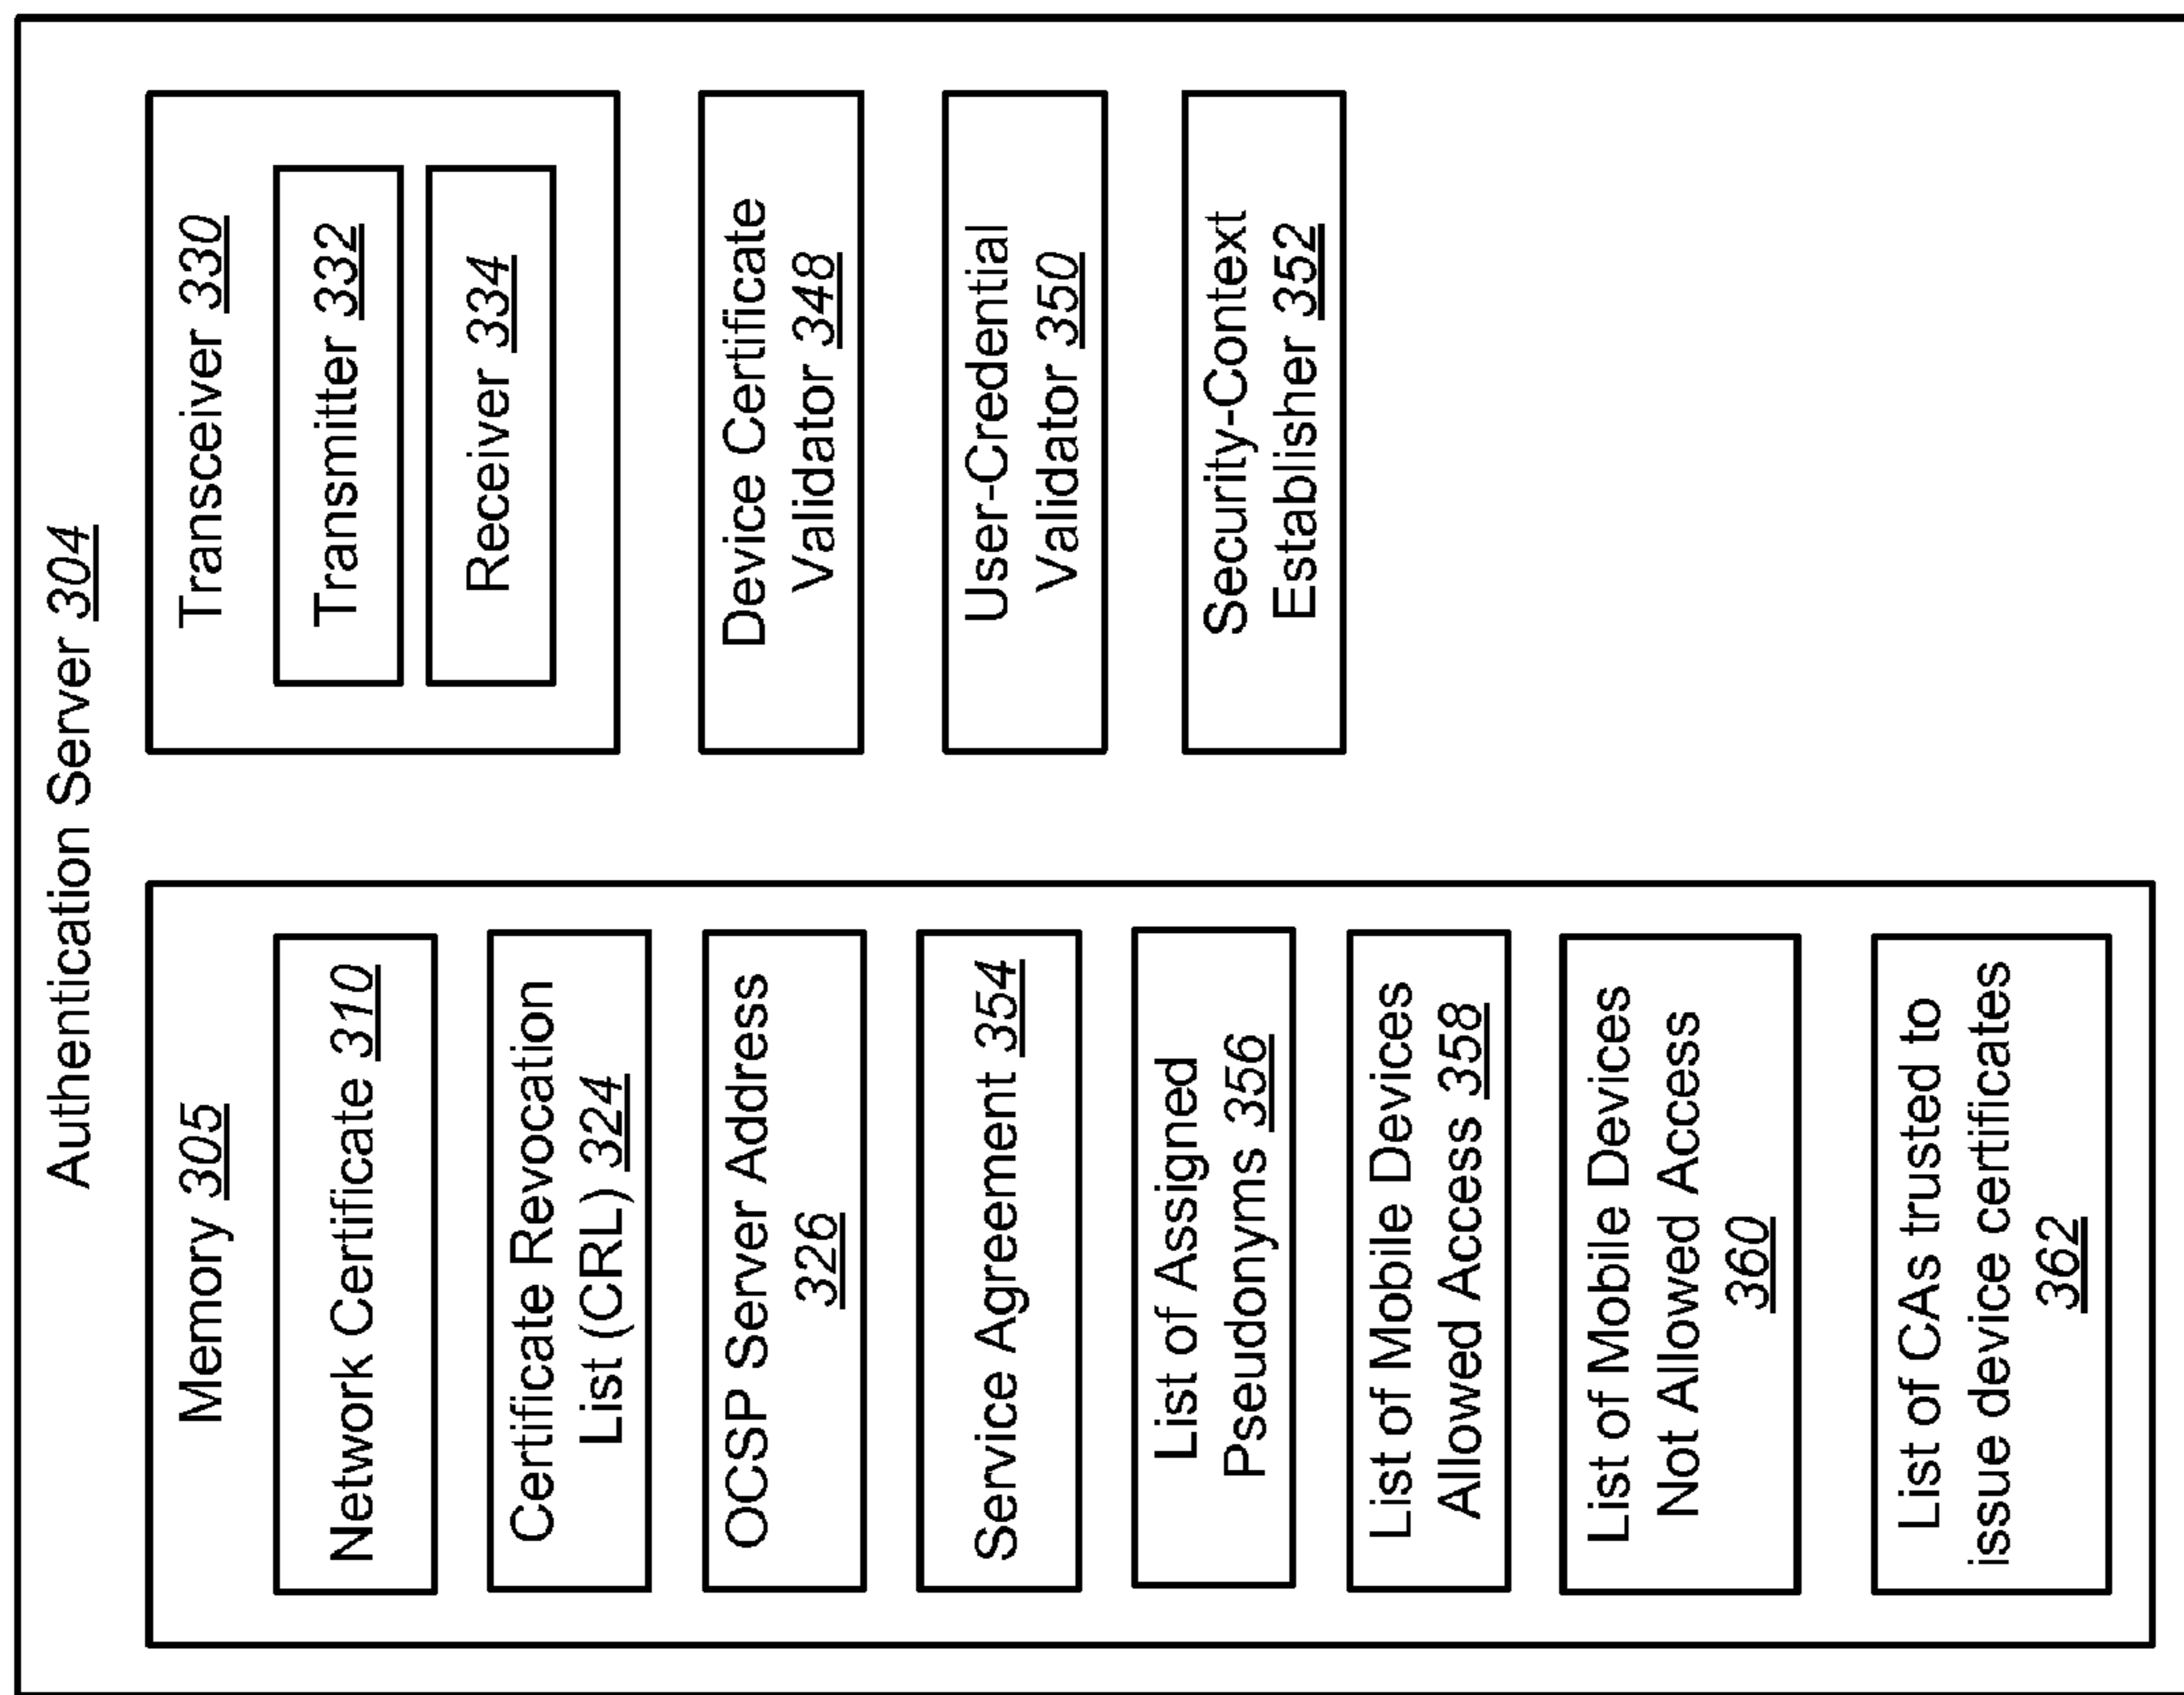 Authentication Server 304
Memory 305
Network Certificate 310
Certificate Revocation
List (CRL) 324
OCSP Server Address
326
Service Agreement 354
List of Assigned
Pseudonyms 356
List of Mobile Devices
Allowed Access 358
List of Mobile Devices
Not Allowed Access
360
List of CAs trusted to
issue device certificates
362
Transceiver 330
Transmitter 332
Receiver 334
Device Certificate
Validator 348
User-Credential
Validator 350
Security-Context
Establisher 352